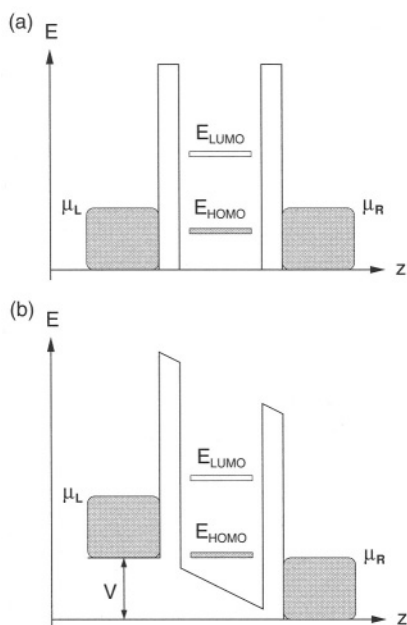 (a)
E
E_LUMO
μ_L
E_HOMO
μ_R
z
(b)
E
E_LUMO
μ_L
E_HOMO
μ_R
V
z